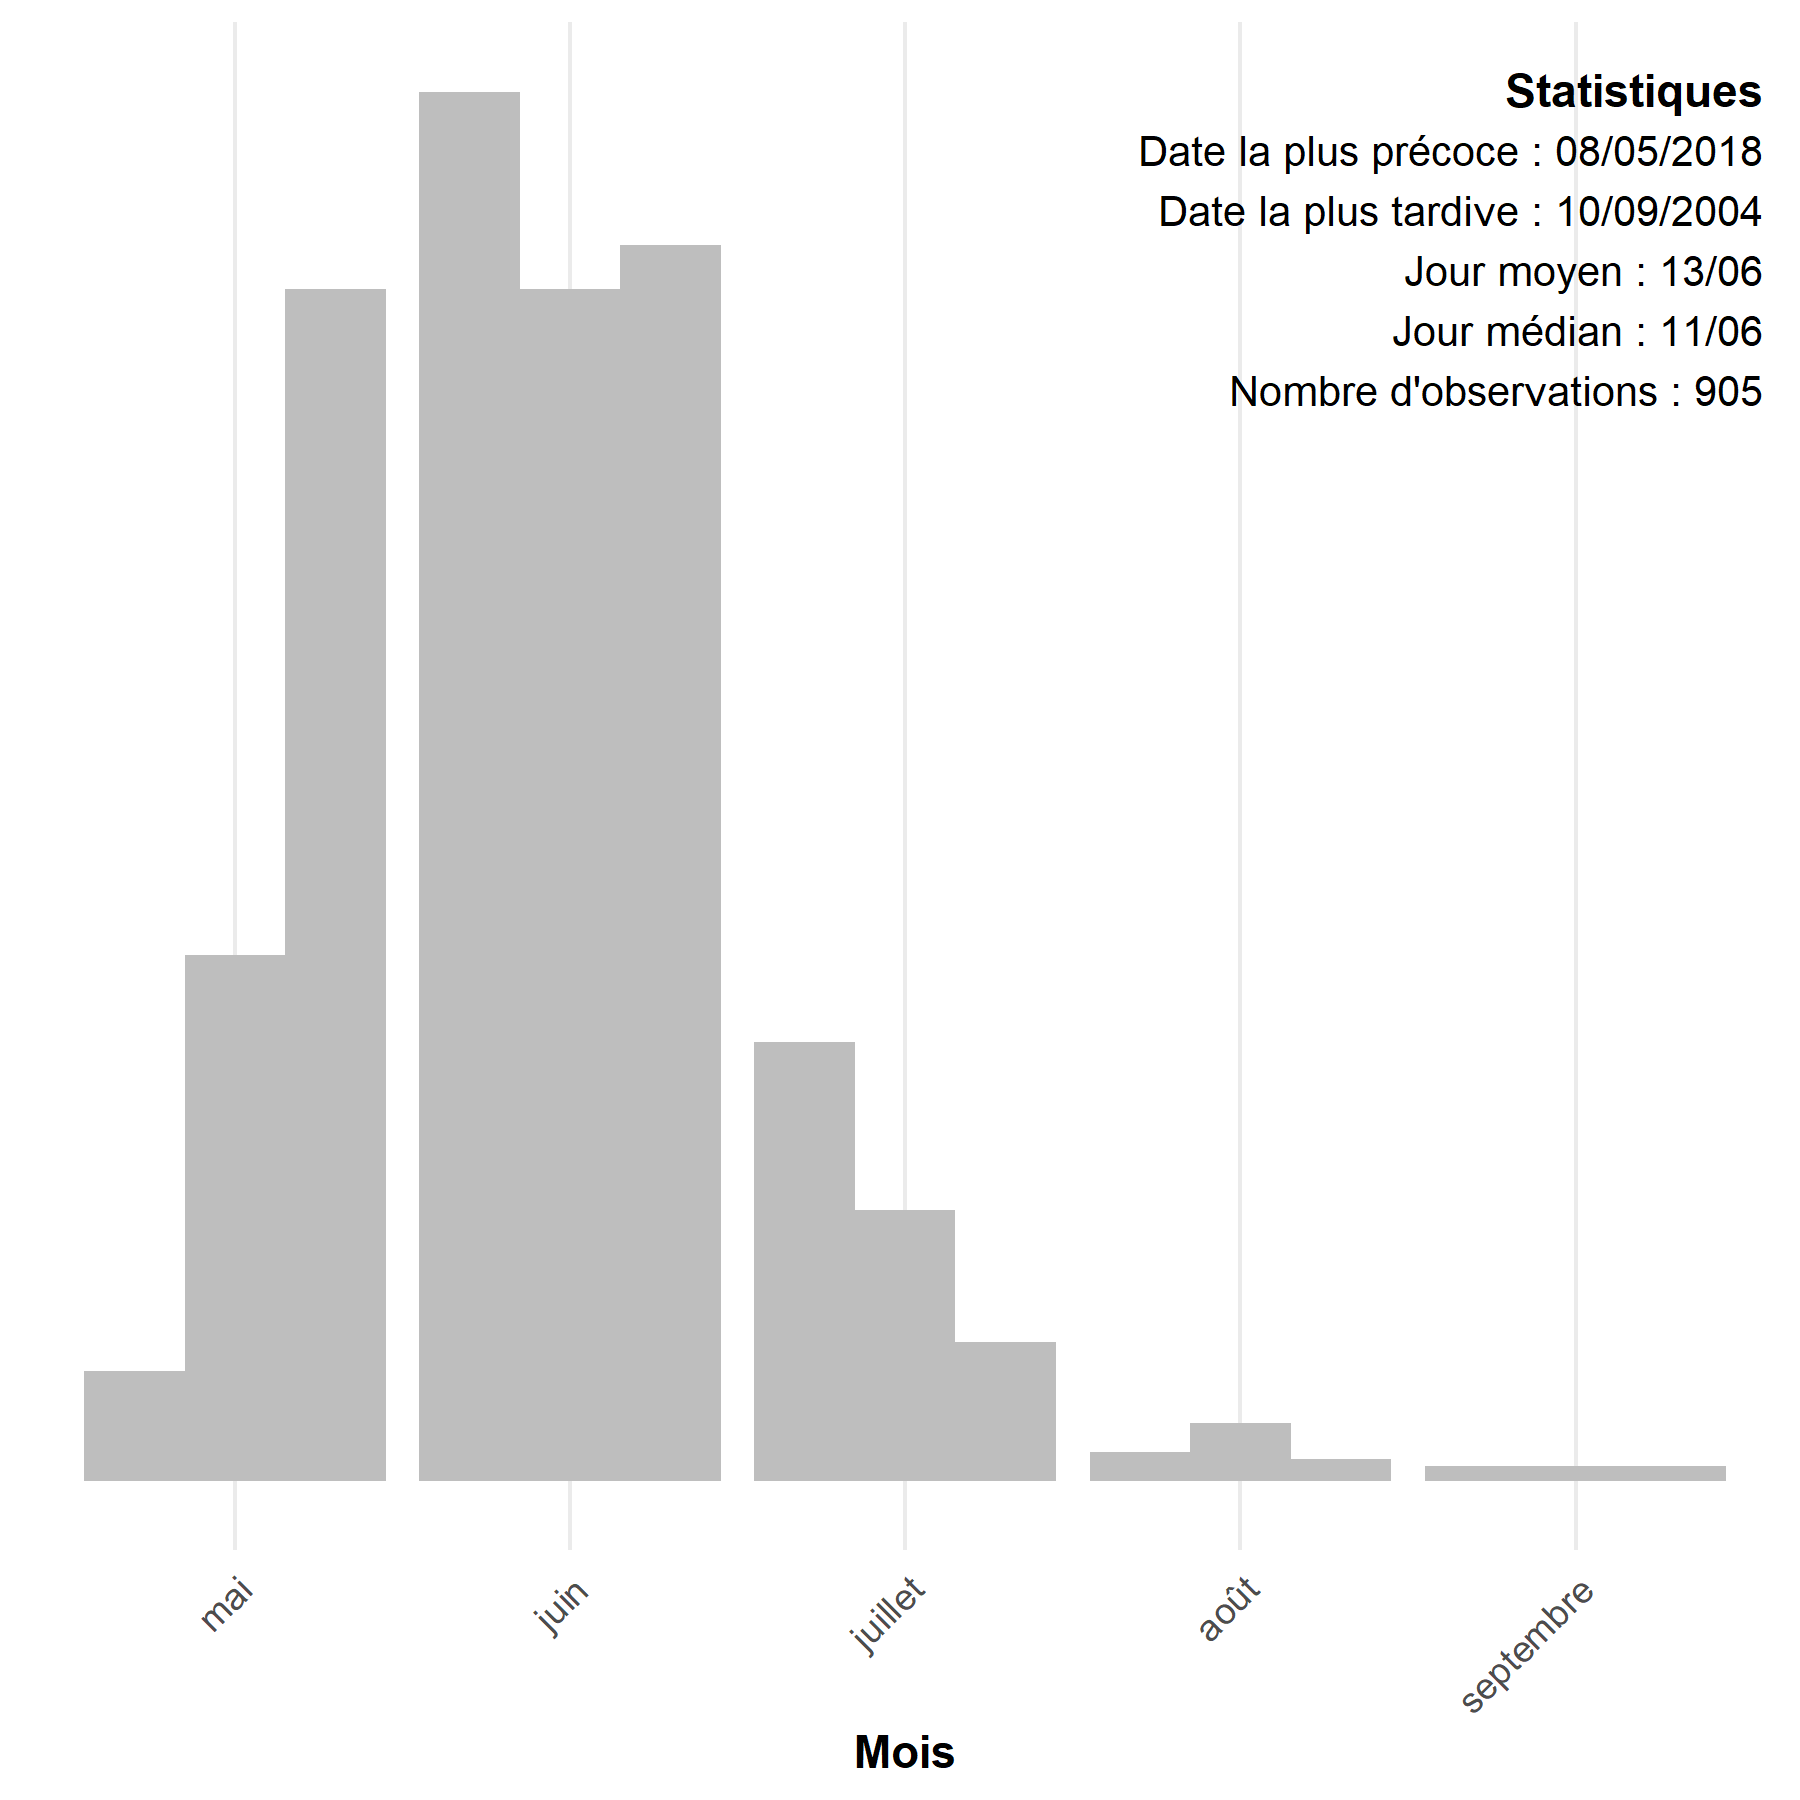 Statistiques
Date la plus précoce : 08/05/2018
Date la plus tardive : 10/09/2004
Jour moyen : 13/06
Jour médian : 11/06
Nombre d'observations : 905
mai
juin
juillet
août
septembre
Mois